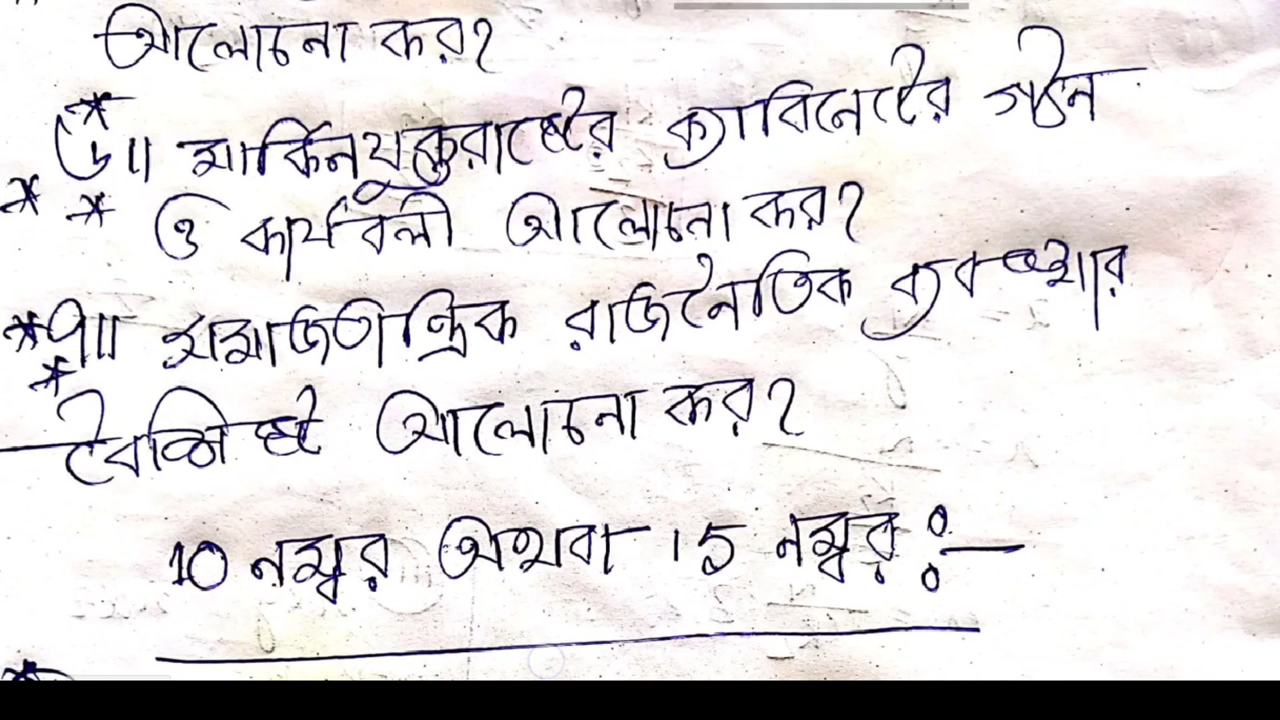 আলোচনা কর?
৬॥ মার্কিনযুক্তরাষ্টের ক্যাবিনেটের গঠন
ও কার্যবলী আলোচনা কর?
৭॥ সমাজতান্ত্রিক রাজনৈতিক ব্যবস্থার
বৈশিষ্ট আলোচনা কর?
10 নম্বর অথবা 15 নম্বর :—